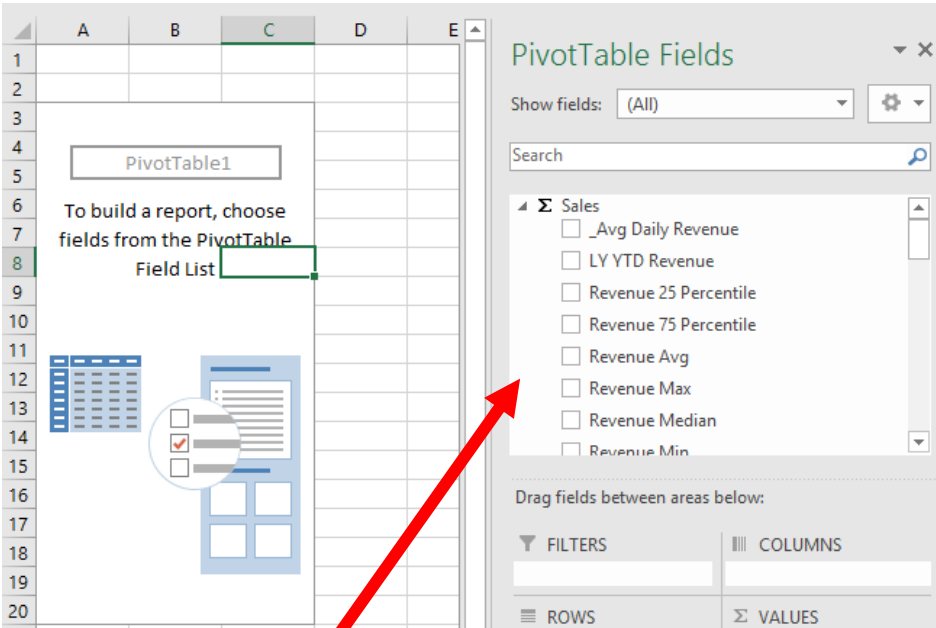 A B C D E
1
2
3
4
5
6
7
8
9
10
11
12
13
14
15
16
17
18
19
20
PivotTable1
To build a report, choose
fields from the PivotTable
Field List
PivotTable Fields
Show fields: (All)
Search
Σ Sales
_Avg Daily Revenue
LY YTD Revenue
Revenue 25 Percentile
Revenue 75 Percentile
Revenue Avg
Revenue Max
Revenue Median
Revenue Min
Drag fields between areas below:
FILTERS
COLUMNS
ROWS
Σ VALUES